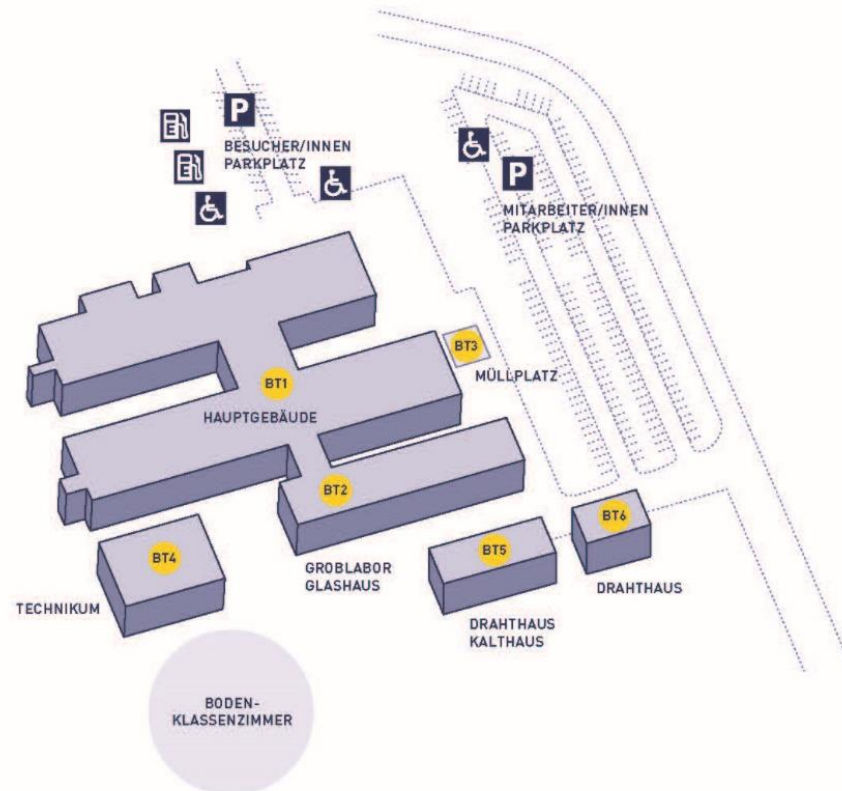 P
BESUCHER/INNEN
PARKPLATZ
E
E
P
MITARBEITER/INNEN
PARKPLATZ
BT3
MÜLLPLATZ
BT1
HAUPTGEBÄUDE
BT2
GROBLABOR
GLASHAUS
BT4
TECHNIKUM
BT5
DRAHTHAUS
KALTHAUS
BT6
DRAHTHAUS
BODEN-
KLASSENZIMMER